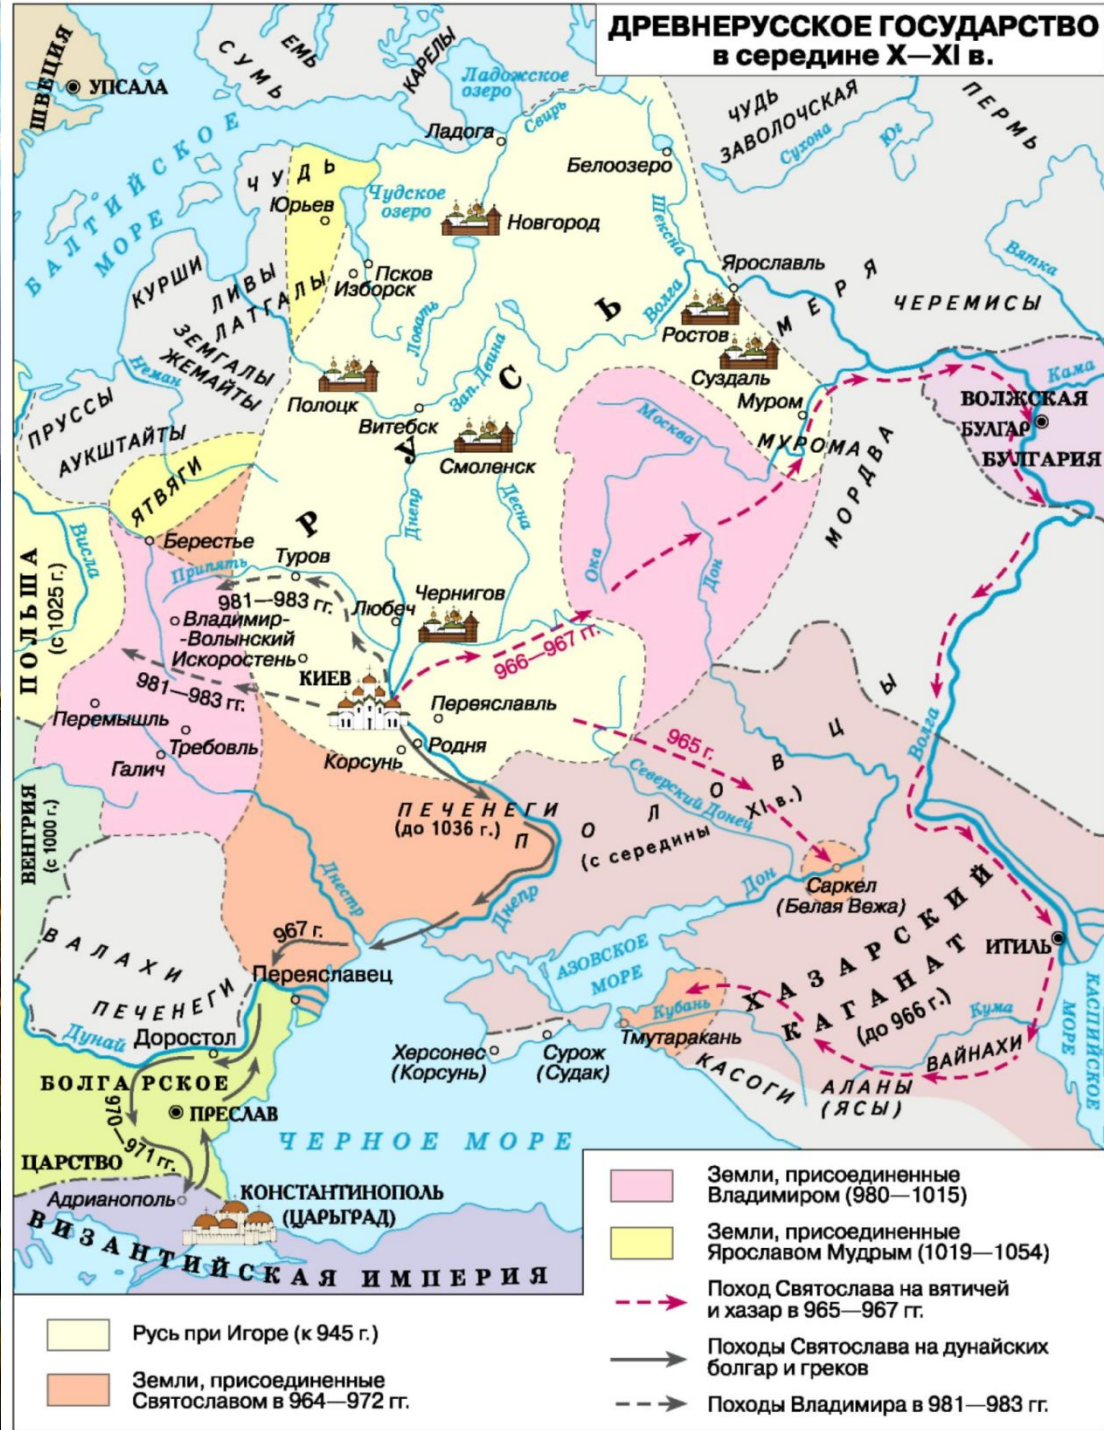 ДРЕВНЕРУССКОЕ ГОСУДАРСТВО
в середине X—XI в.
ШВЕЦИЯ
УПСАЛА
СУМЬ
ЕМЬ
КАРЕЛЫ
Ладожское
озеро
Свирь
Ладога
Белоозеро
ЧУДЬ
ЗАВОЛОЧСКАЯ
Сухона
Юг
ПЕРМЬ
БАЛТИЙСКОЕ
МОРЕ
ЧУДЬ
Юрьев
Чудское
озеро
Новгород
Шексна
Вятка
Псков
Изборск
Ярославль
КУРШИ
ЛИВЫ
ЛАТГАЛЫ
ЗЕМГАЛЫ
ЖЕМАЙТЫ
Ловать
Волга
Ростов
МЕРЯ
ЧЕРЕМИСЫ
РУСЬ
Неман
Полоцк
Зап. Двина
Витебск
Суздаль
Муром
Кама
ВОЛЖСКАЯ
БУЛГАР
БУЛГАРИЯ
ПРУССЫ
АУКШТАЙТЫ
ЯТВЯГИ
Смоленск
Москва
МУРОМА
МОРДВА
Днепр
Десна
Ока
Дон
ПОЛЬША
(с 1025 г.)
Висла
Берестье
Припять
Туров
981—983 гг.
Любеч
Чернигов
Владимир-
-Волынский
Искоростень
КИЕВ
966—967 гг.
981—983 гг.
Перемышль
Требовль
Галич
Переяславль
Родня
Корсунь
965 г.
Северский Донец
Волга
ПЕЧЕНЕГИ
(до 1036 г.)
ПОЛОВЦЫ
(с середины XI в.)
ВЕНГРИЯ
(с 1000 г.)
Днестр
Днепр
Дон
Саркел
(Белая Вежа)
ХАЗАРСКИЙ
КАГАНАТ
(до 966 г.)
ИТИЛЬ
ВАЛАХИ
ПЕЧЕНЕГИ
967 г.
Переяславец
АЗОВСКОЕ
МОРЕ
Кубань
Кума
КАСПИЙСКОЕ
МОРЕ
Дунай
Доростол
Херсонес
(Корсунь)
Сурож
(Судак)
Тмутаракань
КАСОГИ
АЛАНЫ
(ЯСЫ)
ВАЙНАХИ
БОЛГАРСКОЕ
ЦАРСТВО
ПРЕСЛАВ
970—971 гг.
ЧЕРНОЕ МОРЕ
Адрианополь
КОНСТАНТИНОПОЛЬ
(ЦАРЬГРАД)
ВИЗАНТИЙСКАЯ ИМПЕРИЯ
Русь при Игоре (к 945 г.)
Земли, присоединенные
Святославом в 964—972 гг.
Земли, присоединенные
Владимиром (980—1015)
Земли, присоединенные
Ярославом Мудрым (1019—1054)
Поход Святослава на вятичей
и хазар в 965—967 гг.
Походы Святослава на дунайских
болгар и греков
Походы Владимира в 981—983 гг.